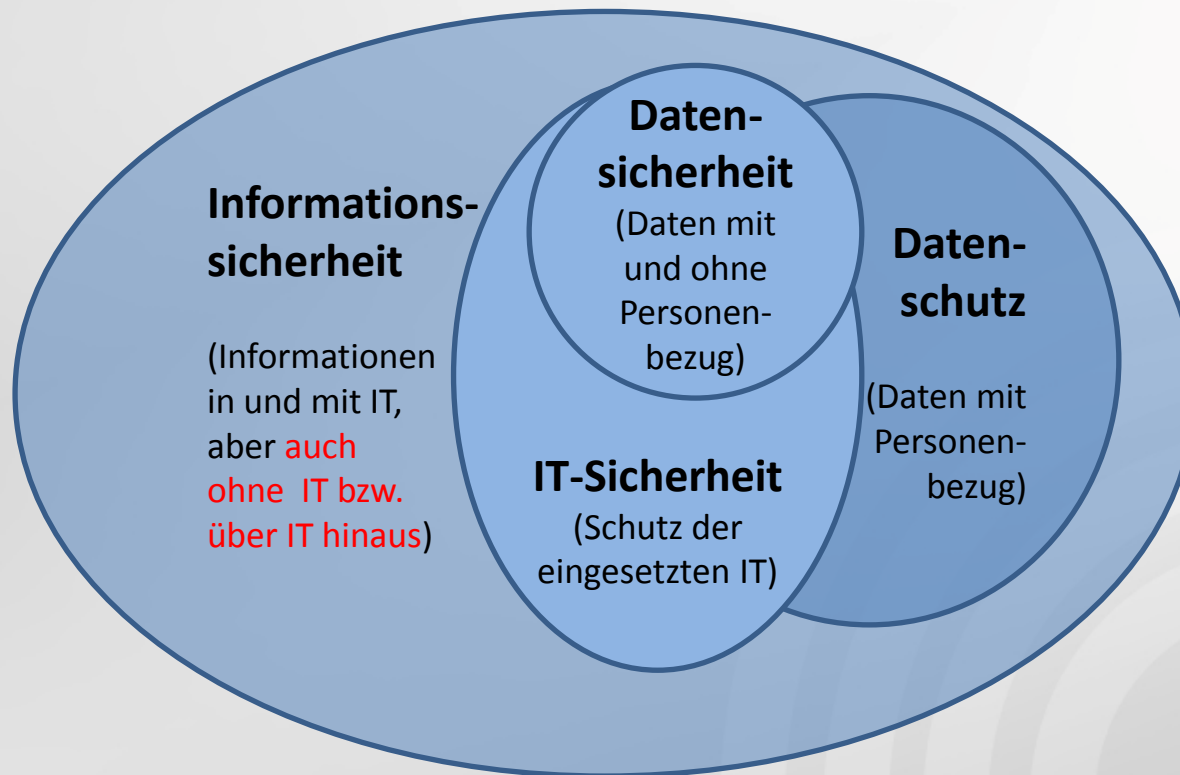 Informations-
sicherheit
(Informationen
in und mit IT,
aber auch
ohne IT bzw.
über IT hinaus)
Daten-
sicherheit
(Daten mit
und ohne
Personen-
bezug)
IT-Sicherheit
(Schutz der
eingesetzten IT)
Daten-
schutz
(Daten mit
Personen-
bezug)